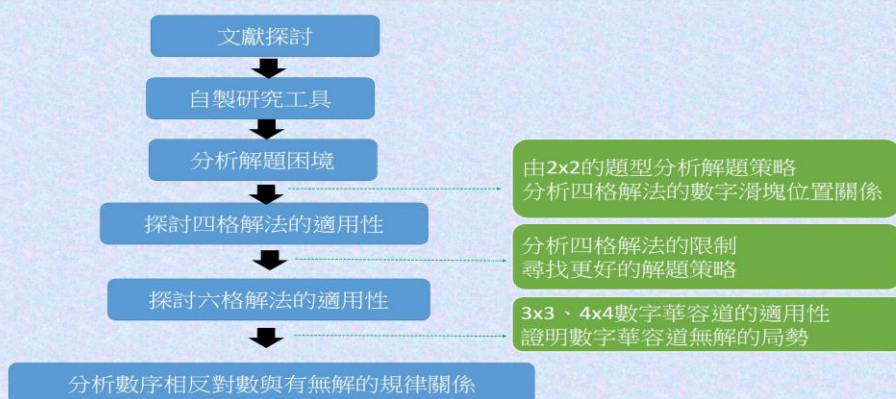 文獻探討
自製研究工具
分析解題困境
由2x2的題型分析解題策略
分析四格解法的數字滑塊位置關係
探討四格解法的適用性
分析四格解法的限制
尋找更好的解題策略
探討六格解法的適用性
3x3、4x4數字華容道的適用性
證明數字華容道無解的局勢
分析數序相反對數與有無解的規律關係